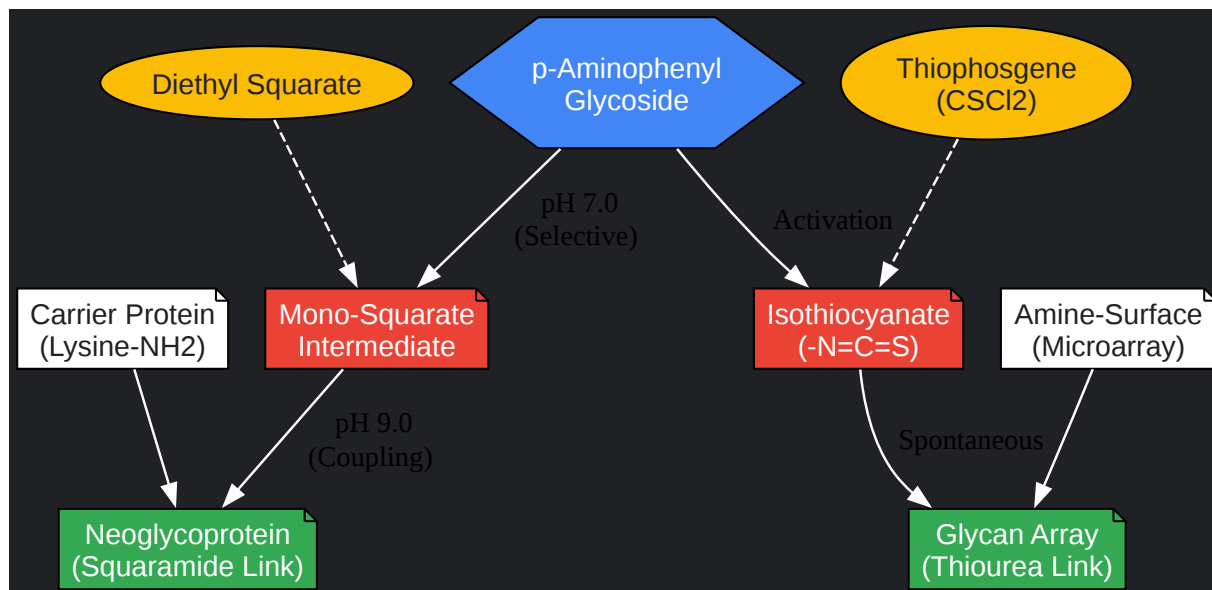 Diethyl Squarate
p-Aminophenyl
Glycoside
Thiophosgene
(CSCl2)
pH 7.0
(Selective)
Activation
Carrier Protein
(Lysine-NH2)
Mono-Squarate
Intermediate
Isothiocyanate
(-N=C=S)
Amine-Surface
(Microarray)
pH 9.0
(Coupling)
Spontaneous
Neoglycoprotein
(Squaramide Link)
Glycan Array
(Thiourea Link)